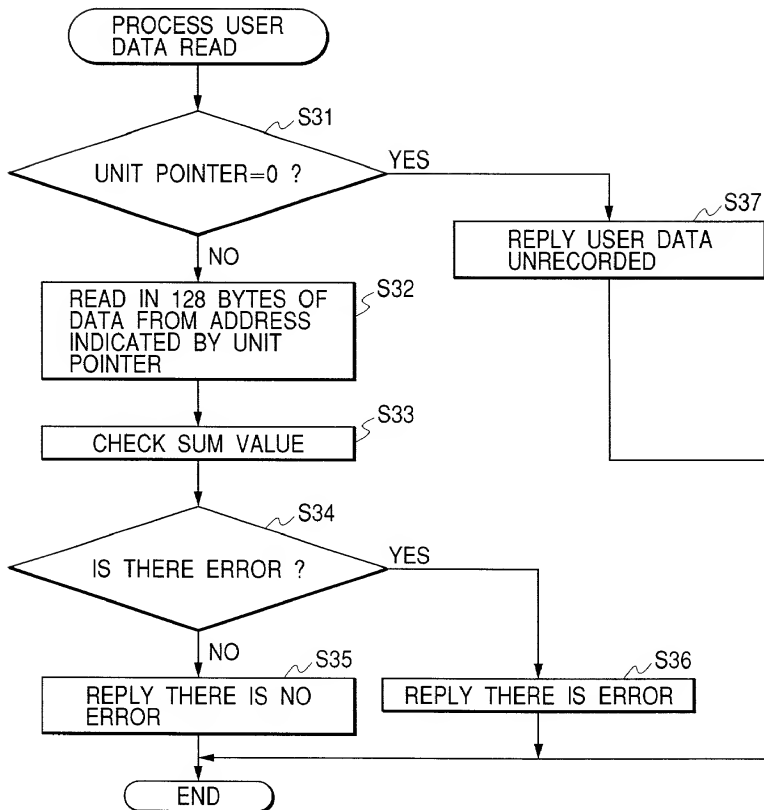 PROCESS USER
DATA READ
S31
UNIT POINTER=0 ?
YES
S37
REPLY USER DATA
UNRECORDED
NO
S32
READ IN 128 BYTES OF
DATA FROM ADDRESS
INDICATED BY UNIT
POINTER
S33
CHECK SUM VALUE
S34
IS THERE ERROR ?
YES
NO
S35
REPLY THERE IS NO
ERROR
S36
REPLY THERE IS ERROR
END